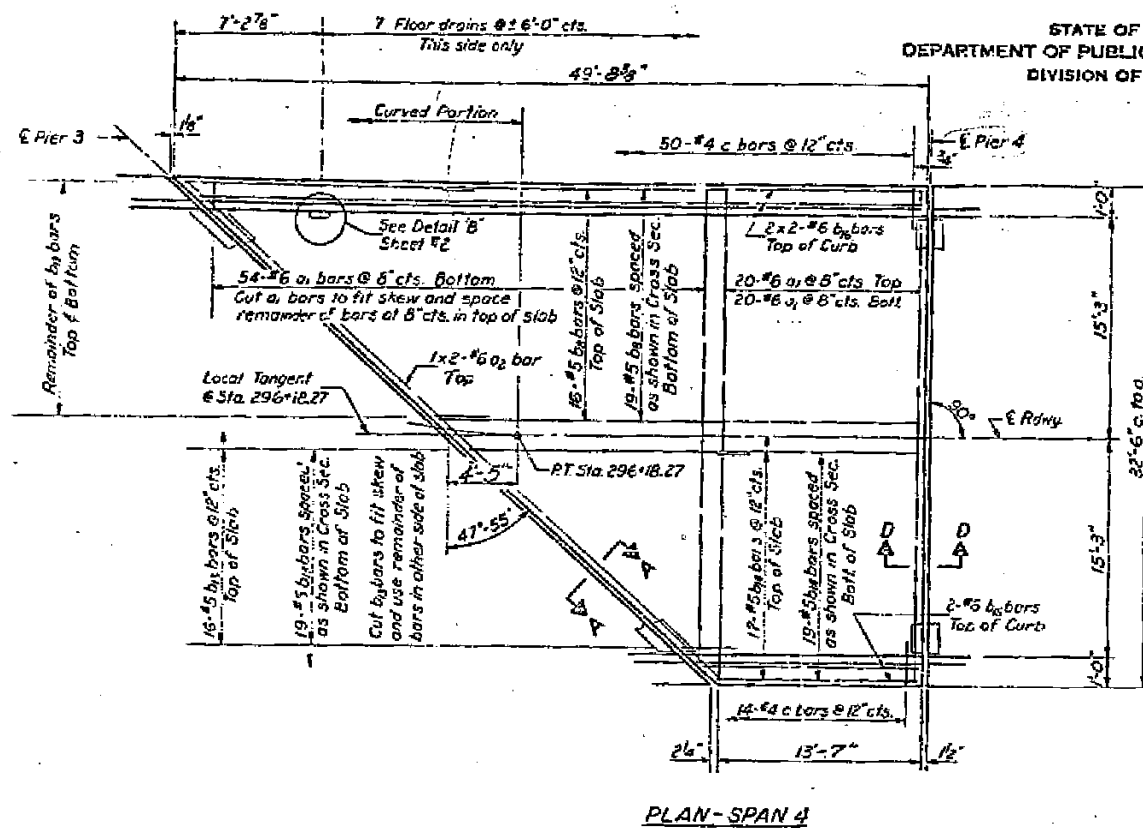 STATE OF
DEPARTMENT OF PUBLIC
DIVISION OF
7'-2 7/8"
7 Floor drains @ ± 6'-0" cts.
This side only
49'-8 3/8"
Curved Portion
℄ Pier 3
1/8"
50-#4 c bars @ 12" cts.
℄ Pier 4
3/4"
1'-0"
See Detail 'B'
Sheet #2
2x2-#6 b16 bars
Top of Curb
54-#6 a1 bars @ 8" cts. Bottom
Cut a1 bars to fit skew and space
remainder of bars at 8" cts. in top of slab
20-#6 a1 @ 8" cts. Top
20-#6 a1 @ 8" cts. Bott
Remainder of b13 bars
Top & Bottom
16-#5 bars @ 12" cts.
Top of Slab
19-#5 bars spaced
as shown in Cross Sec.
Bottom of Slab
15'-3"
1x2-#6 a2 bar
Top
Local Tangent
@ Sta. 296+18.27
90°
℄ Rdwy
32'-6" c to
4'-5"
P.T. Sta. 296+18.27
47°-55'
16-#5 b13 bars @ 12" cts.
Top of Slab
19-#5 b13 bars spaced
as shown in Cross Sec.
Bottom of Slab
Cut b13 bars to fit skew
and use remainder of
bars in other side of slab
A
A
17-#5 bars @ 12" cts.
Top of Slab
19-#5 bars spaced
as shown in Cross Sec.
Bott. of Slab
D
D
15'-3"
2-#6 b15 bars
Top of Curb
1'-0"
14-#4 c bars @ 12" cts.
2 1/4"
13'-7"
1 1/2"
PLAN - SPAN 4